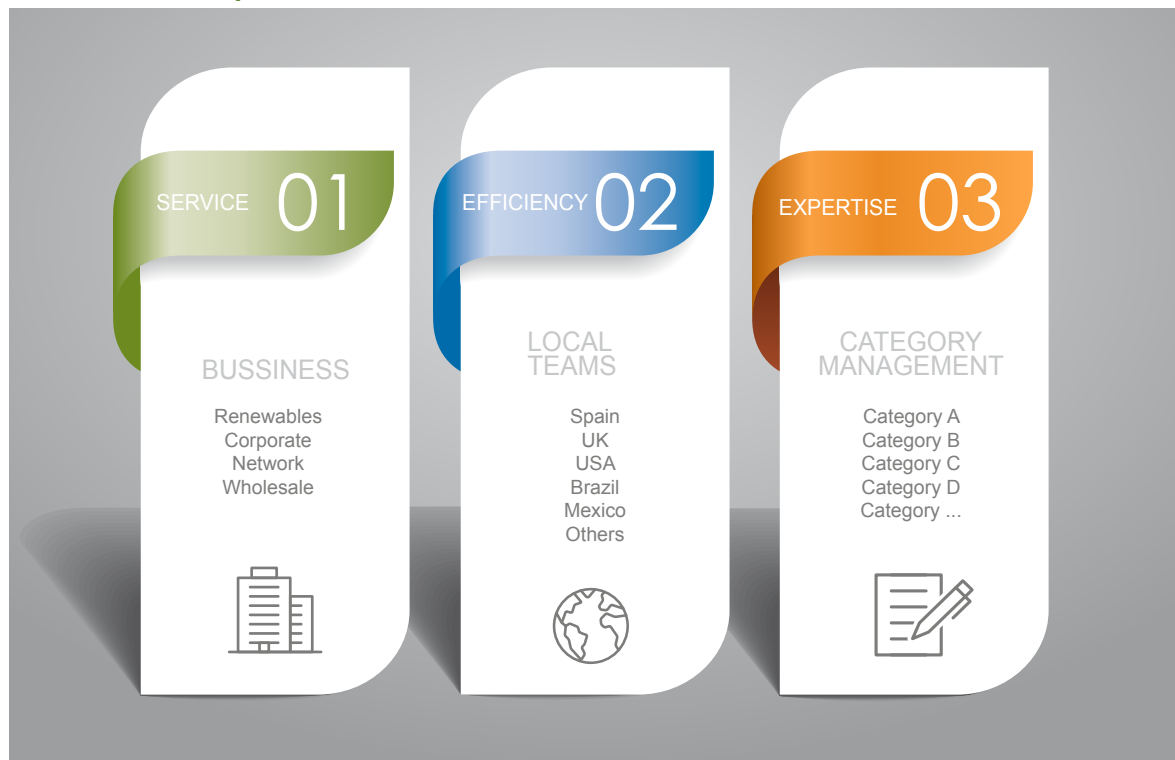 SERVICE 01
BUSSINESS
Renewables
Corporate
Network
Wholesale
EFFICIENCY 02
LOCAL
TEAMS
Spain
UK
USA
Brazil
Mexico
Others
EXPERTISE 03
CATEGORY
MANAGEMENT
Category A
Category B
Category C
Category D
Category ...